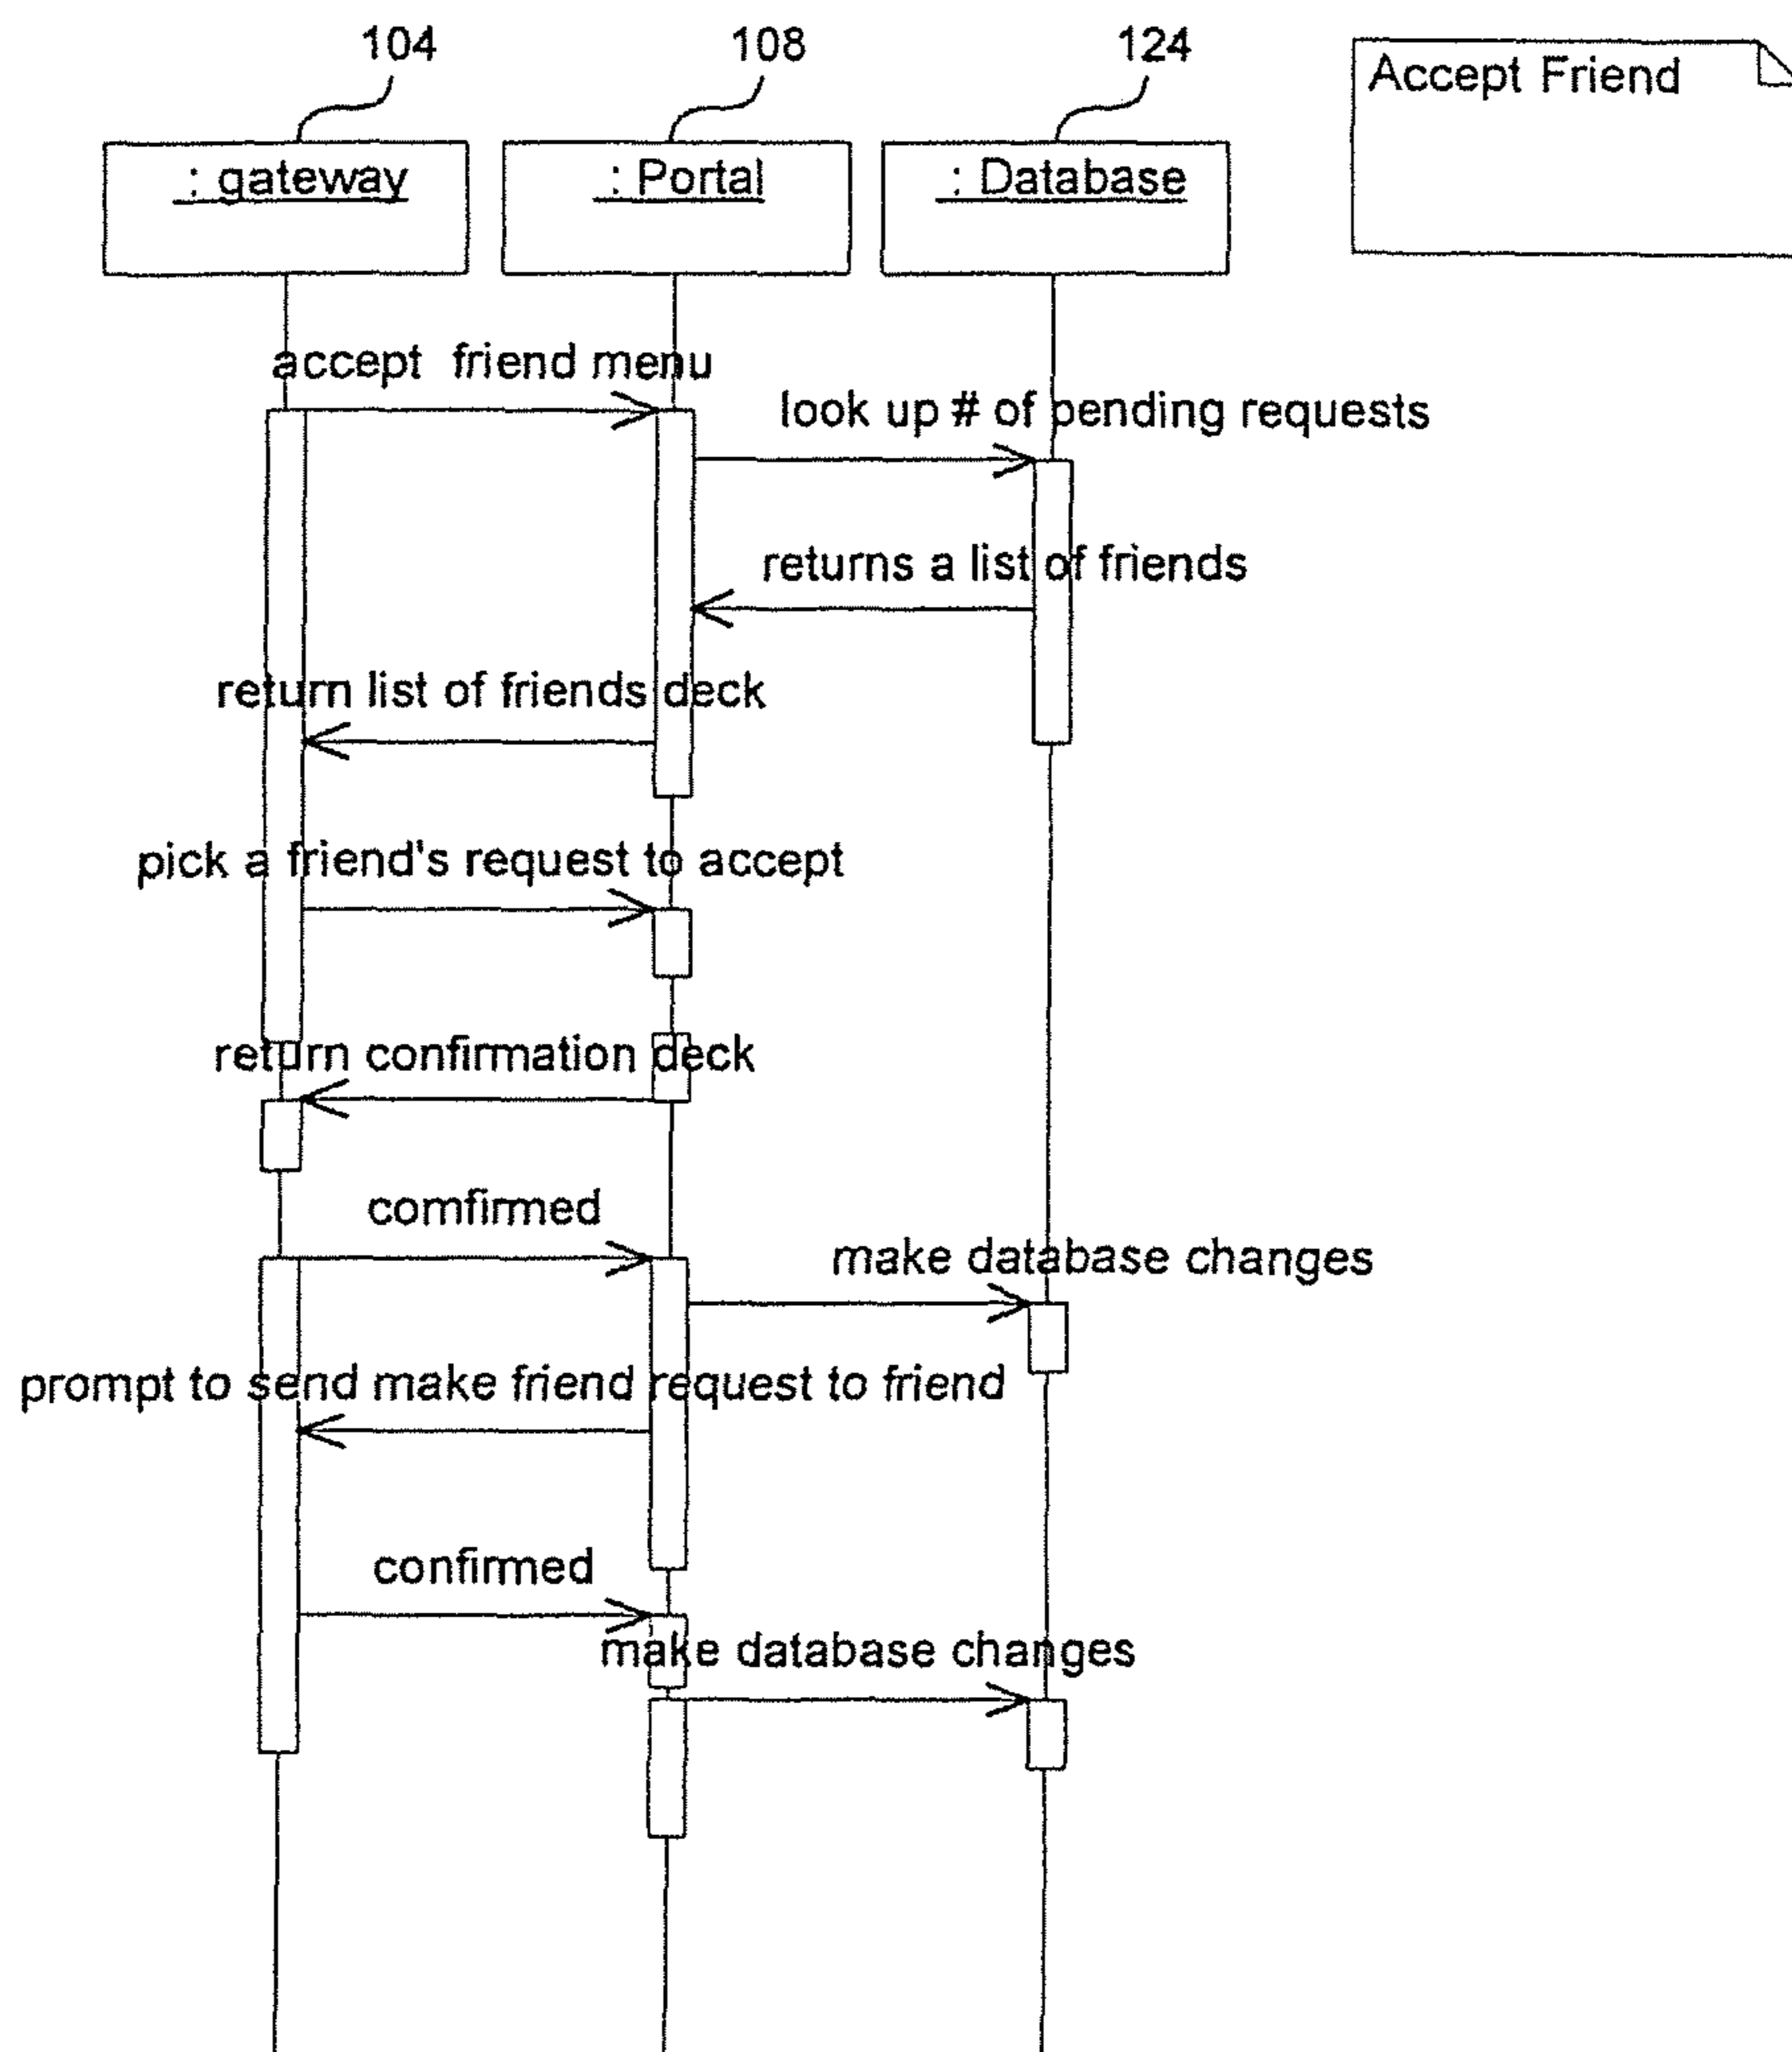 104
108
124
Accept Friend
: gateway
: Portal
: Database
accept friend menu
look up # of pending requests
returns a list of friends
return list of friends deck
pick a friend's request to accept
return confirmation deck
comfirmed
make database changes
prompt to send make friend request to friend
confirmed
make database changes